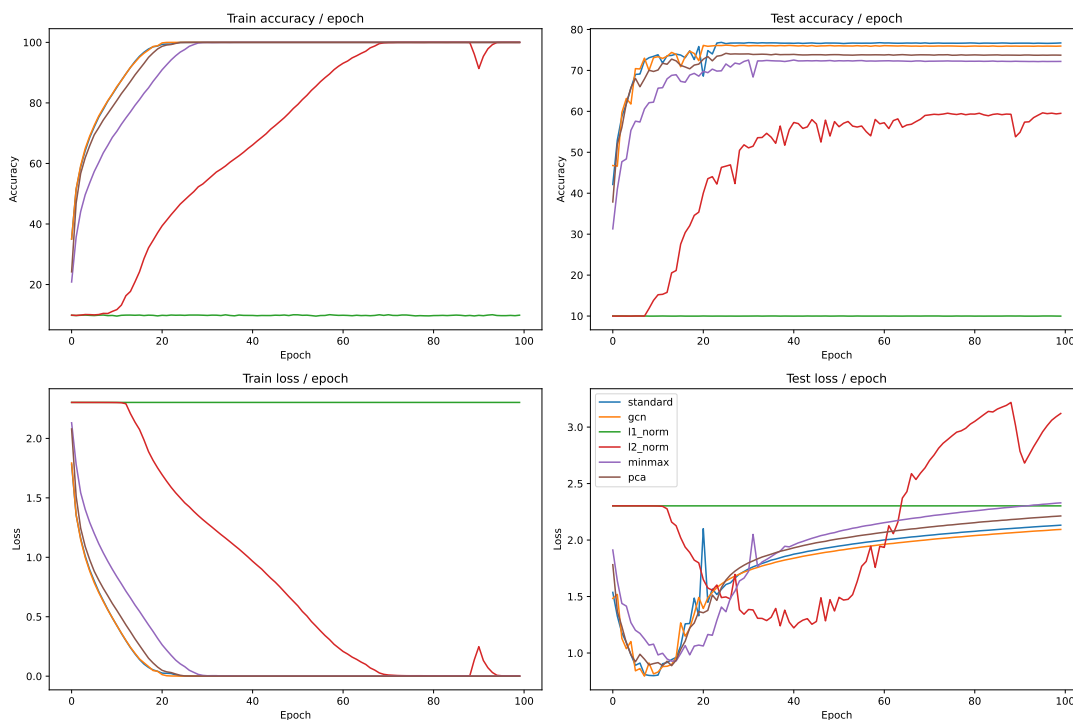 Train accuracy / epoch
Accuracy
100
80
60
40
20
0 20 40 60 80 100
Epoch
Test accuracy / epoch
Accuracy
80
70
60
50
40
30
20
10
0 20 40 60 80 100
Epoch
Train loss / epoch
Loss
2.0
1.5
1.0
0.5
0.0
0 20 40 60 80 100
Epoch
Test loss / epoch
Loss
3.0
2.5
2.0
1.5
1.0
standard
gcn
l1_norm
l2_norm
minmax
pca
0 20 40 60 80 100
Epoch